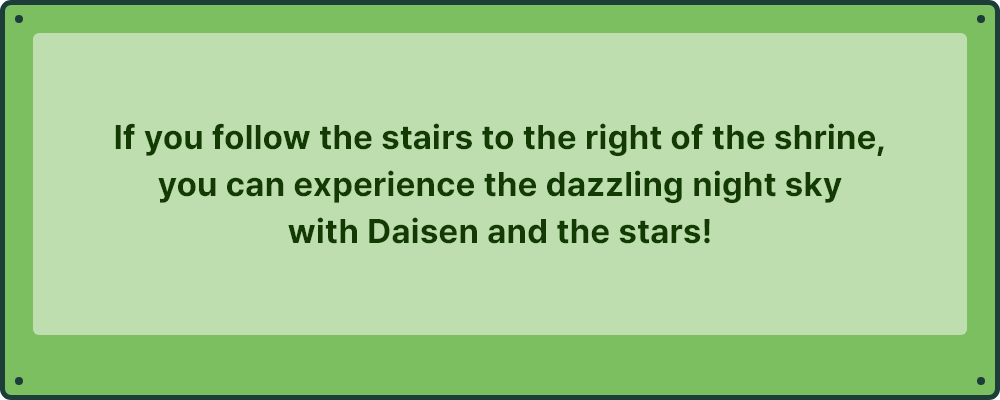 If you follow the stairs to the right of the shrine,
you can experience the dazzling night sky
with Daisen and the stars!